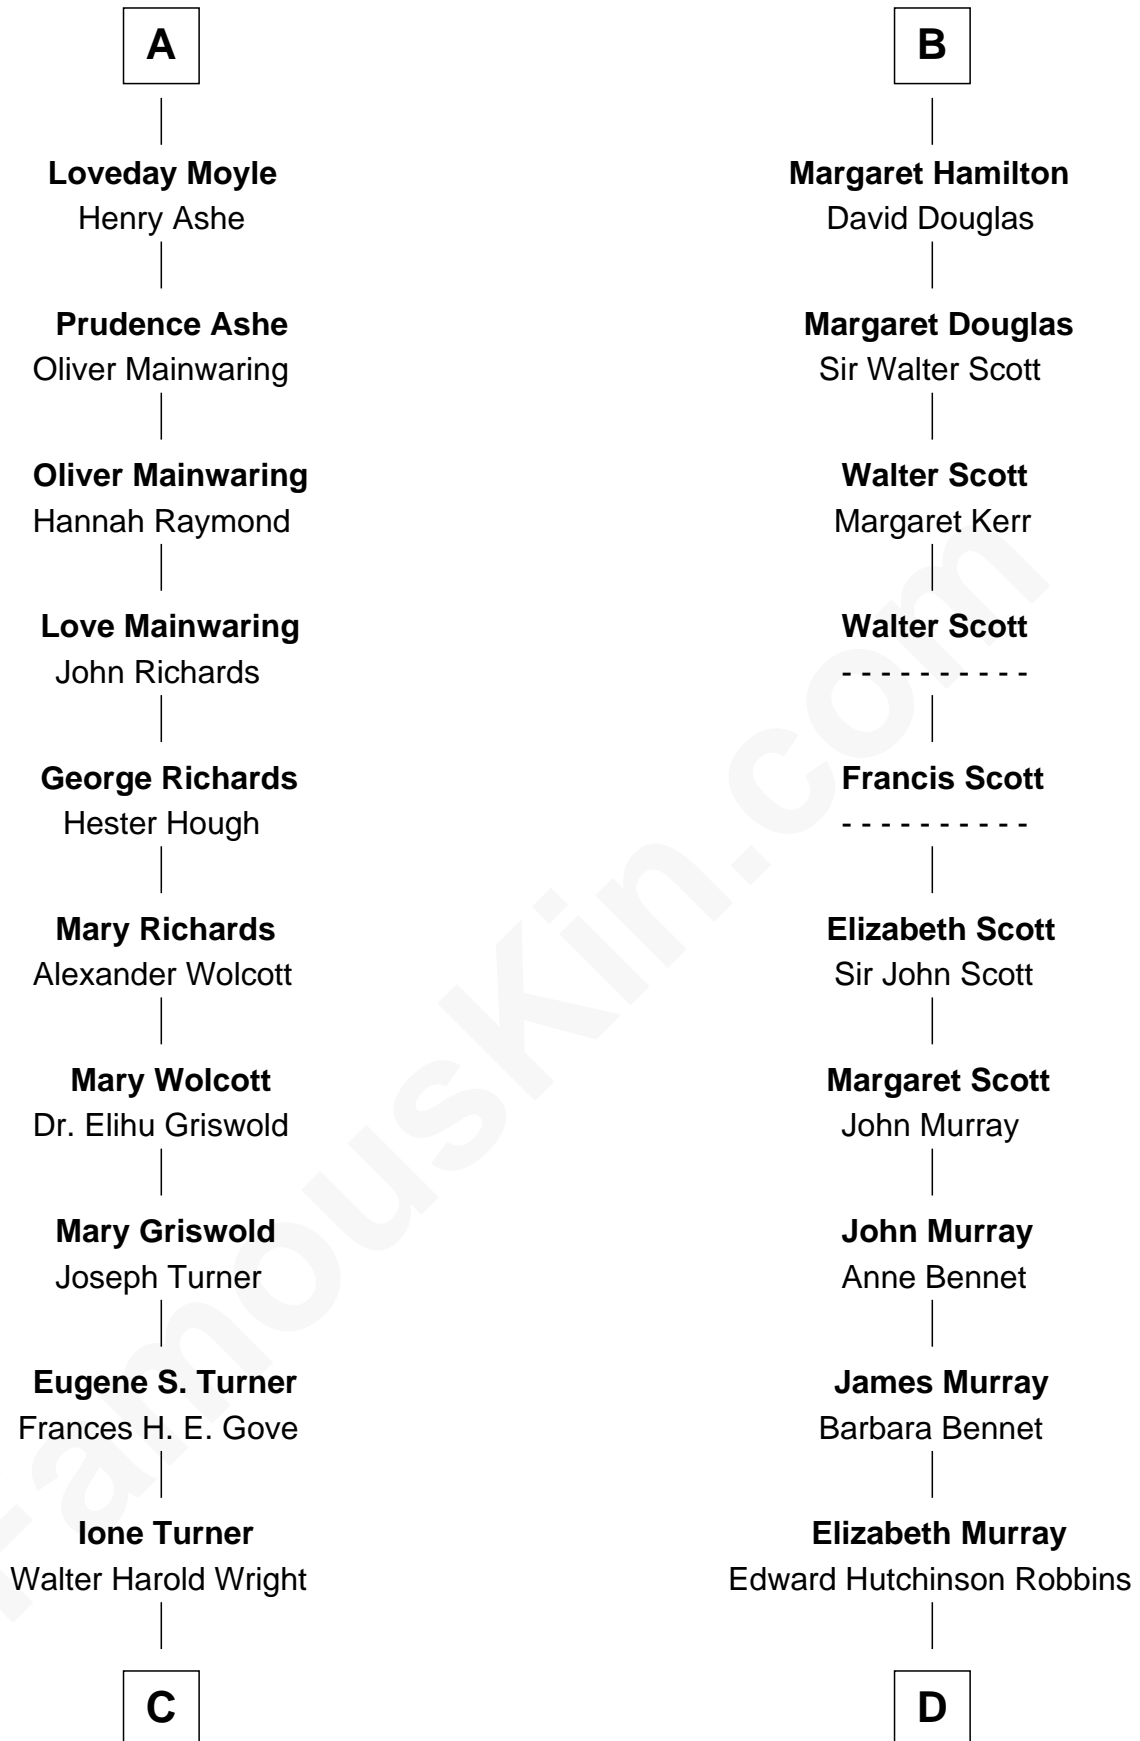 A
Loveday Moyle
Henry Ashe
Prudence Ashe
Oliver Mainwaring
Oliver Mainwaring
Hannah Raymond
Love Mainwaring
John Richards
George Richards
Hester Hough
Mary Richards
Alexander Wolcott
Mary Wolcott
Dr. Elihu Griswold
Mary Griswold
Joseph Turner
Eugene S. Turner
Frances H. E. Gove
Ione Turner
Walter Harold Wright
C
B
Margaret Hamilton
David Douglas
Margaret Douglas
Sir Walter Scott
Walter Scott
Margaret Kerr
Walter Scott
- - - - - - - - - -
Francis Scott
- - - - - - - - - -
Elizabeth Scott
Sir John Scott
Margaret Scott
John Murray
John Murray
Anne Bennet
James Murray
Barbara Bennet
Elizabeth Murray
Edward Hutchinson Robbins
D
FamousKin.com